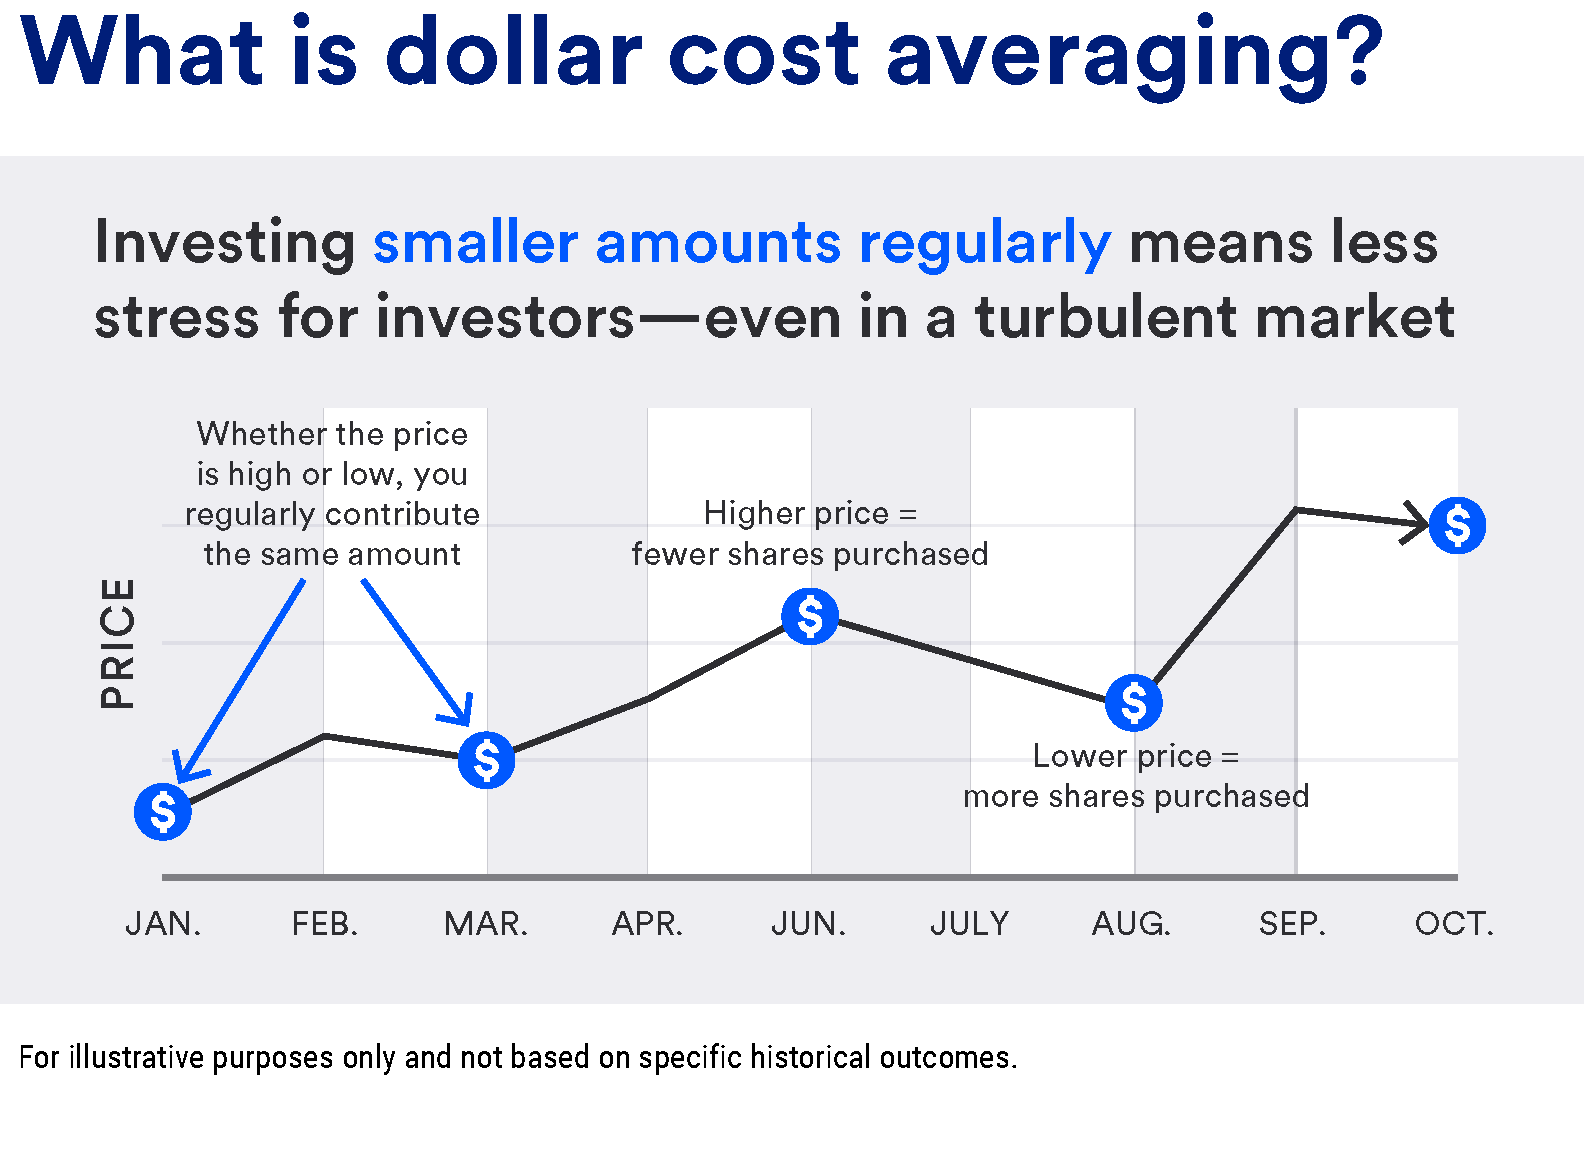 What is dollar cost averaging?
Investing smaller amounts regularly means less
stress for investors—even in a turbulent market
Whether the price
is high or low, you
regularly contribute
the same amount
Higher price =
fewer shares purchased
Lower price =
more shares purchased
PRICE
$
$
$
$
$
JAN.
FEB.
MAR.
APR.
JUN.
JULY
AUG.
SEP.
OCT.
For illustrative purposes only and not based on specific historical outcomes.